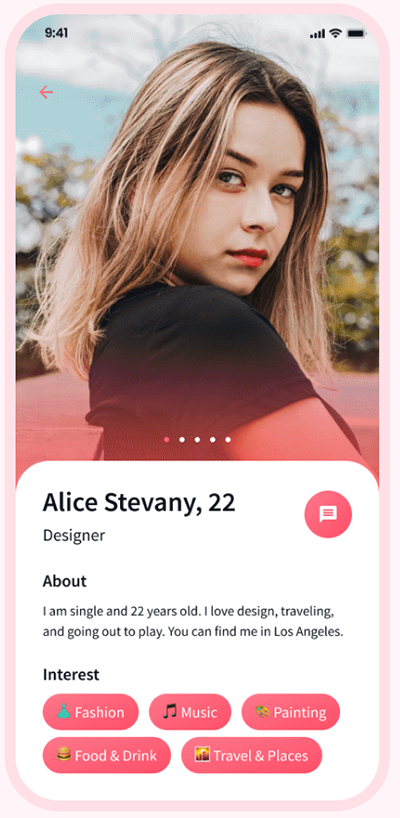 9:41
Alice Stevany, 22
Designer
About
I am single and 22 years old. I love design, traveling,
and going out to play. You can find me in Los Angeles.
Interest
Fashion
Music
Painting
Food & Drink
Travel & Places